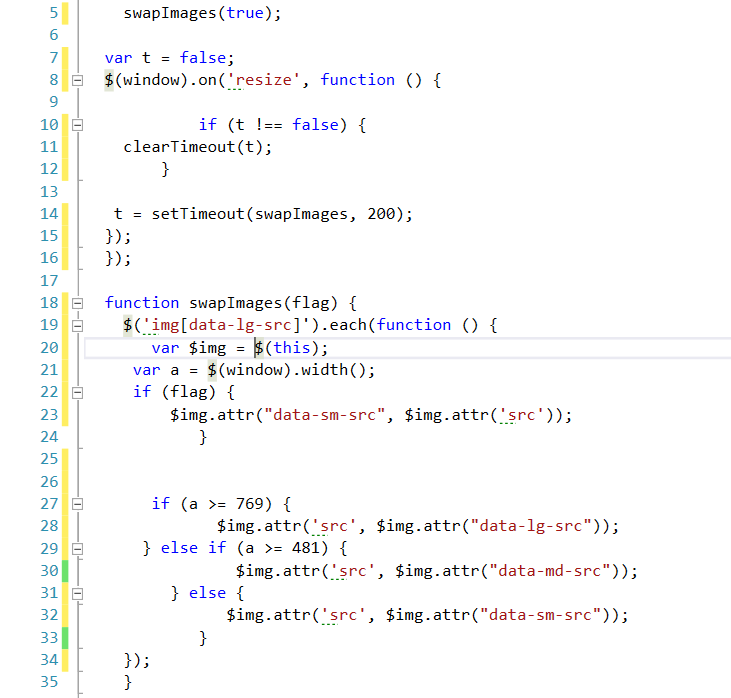 5 swapImages(true);
6
7 var t = false;
8 $(window).on('resize', function () {
9
10 if (t !== false) {
11 clearTimeout(t);
12 }
13
14 t = setTimeout(swapImages, 200);
15 });
16 });
17
18 function swapImages(flag) {
19 $('img[data-lg-src]').each(function () {
20 var $img = $(this);
21 var a = $(window).width();
22 if (flag) {
23 $img.attr("data-sm-src", $img.attr('src'));
24 }
25
26
27 if (a >= 769) {
28 $img.attr('src', $img.attr("data-lg-src"));
29 } else if (a >= 481) {
30 $img.attr('src', $img.attr("data-md-src"));
31 } else {
32 $img.attr('src', $img.attr("data-sm-src"));
33 }
34 });
35 }